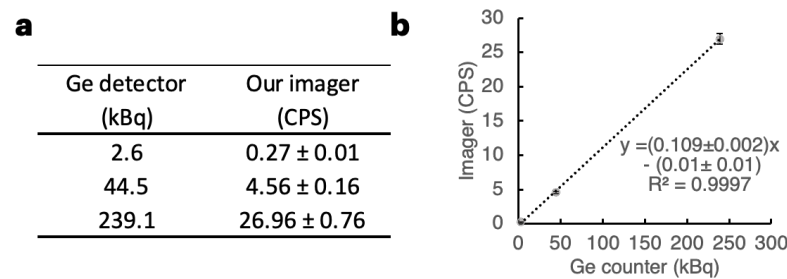 a
Ge detector Our imager
(kBq) (CPS)
2.6 0.27 ± 0.01
44.5 4.56 ± 0.16
239.1 26.96 ± 0.76
b
Imager (CPS)
30
25
20
15
10
5
0
y =(0.109±0.002)x
- (0.01± 0.01)
R² = 0.9997
0 50 100 150 200 250 300
Ge counter (kBq)